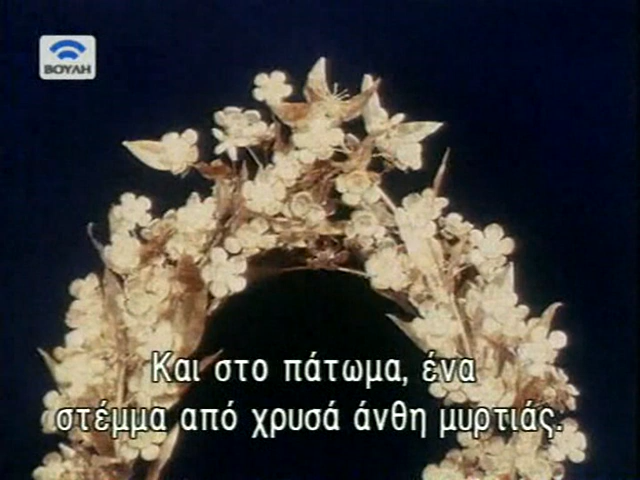 ΒΟΥΛΗ
Και στο πάτωμα, ένα
στέμμα από χρυσά άνθη μυρτιάς.